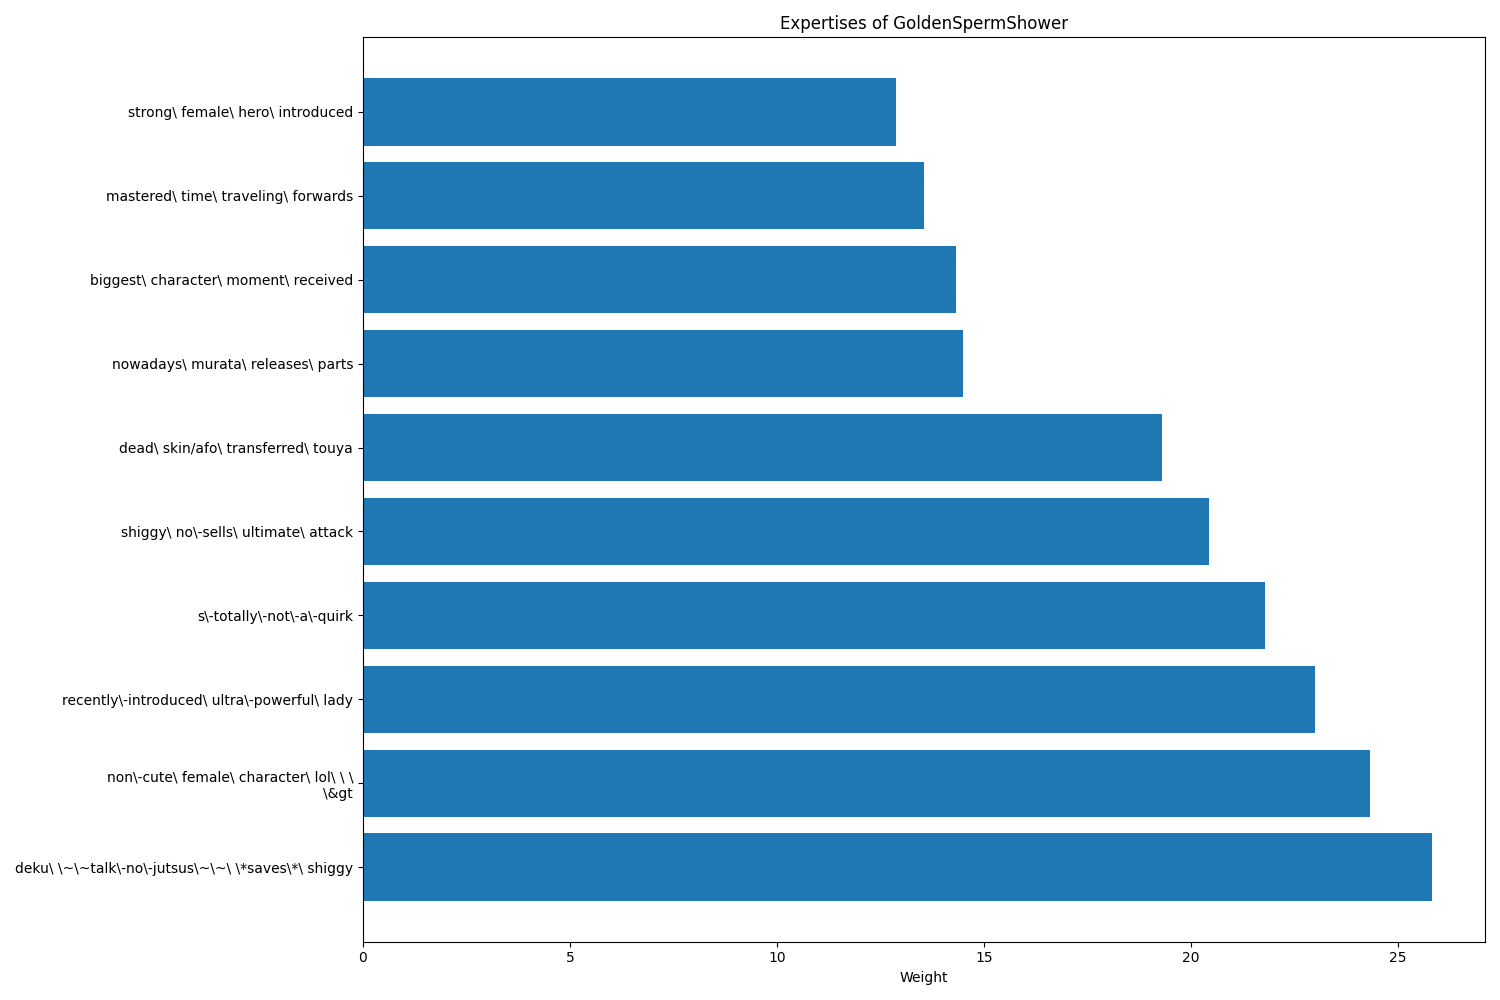 Expertises of GoldenSpermShower
strong\ female\ hero\ introduced
mastered\ time\ traveling\ forwards
biggest\ character\ moment\ received
nowadays\ murata\ releases\ parts
dead\ skin/afo\ transferred\ touya
shiggy\ no\-sells\ ultimate\ attack
s\-totally\-not\-a\-quirk
recently\-introduced\ ultra\-powerful\ lady
non\-cute\ female\ character\ lol\ \ \
\&gt
deku\ \~\~talk\-no\-jutsus\~\~\ \*saves\*\ shiggy
0 5 10 15 20 25
Weight